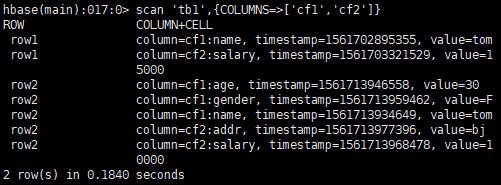 hbase(main):017:0> scan 'tb1',{COLUMNS=>['cf1','cf2']}
ROW COLUMN+CELL
row1 column=cf1:name, timestamp=1561702895355, value=tom
row1 column=cf2:salary, timestamp=1561703321529, value=1
5000
row2 column=cf1:age, timestamp=1561713946558, value=30
row2 column=cf1:gender, timestamp=1561713959462, value=F
row2 column=cf1:name, timestamp=1561713934649, value=tom
row2 column=cf2:addr, timestamp=1561713977396, value=bj
row2 column=cf2:salary, timestamp=1561713968478, value=1
0000
2 row(s) in 0.1840 seconds